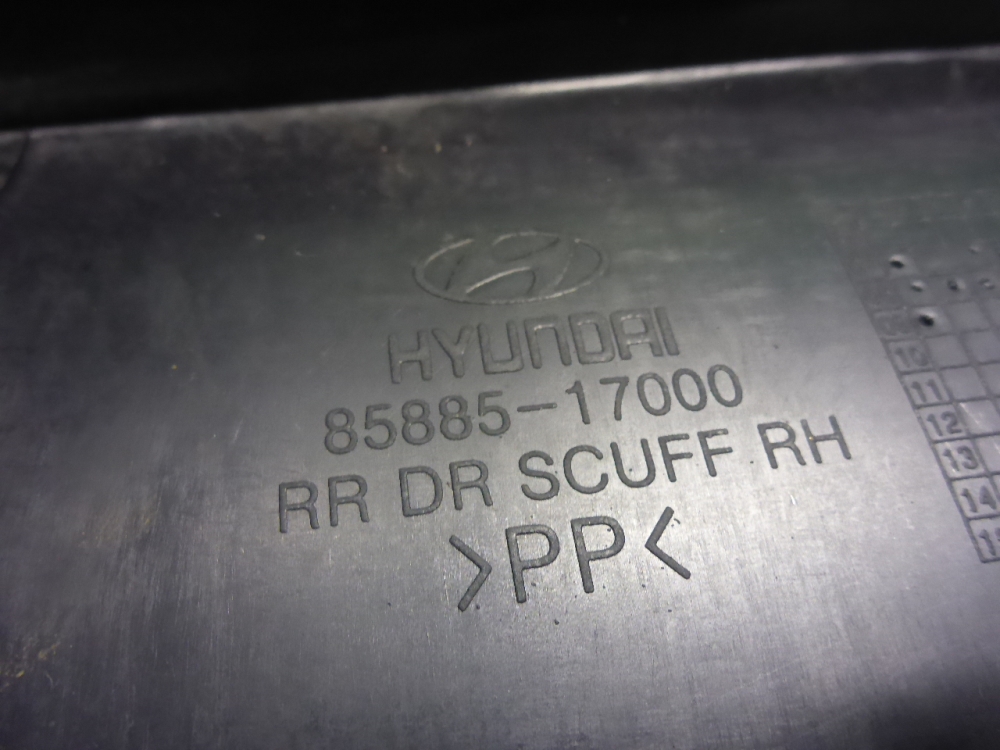 HYUNDAI
85885-17000
RR DR SCUFF RH
>PP<
10
11
12
13
14